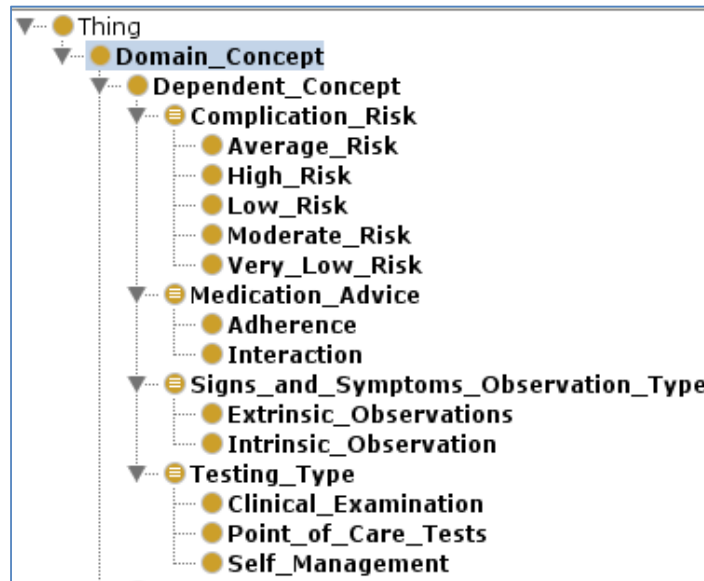 Thing
Domain_Concept
Dependent_Concept
Complication_Risk
Average_Risk
High_Risk
Low_Risk
Moderate_Risk
Very_Low_Risk
Medication_Advice
Adherence
Interaction
Signs_and_Symptoms_Observation_Type
Extrinsic_Observations
Intrinsic_Observation
Testing_Type
Clinical_Examination
Point_of_Care_Tests
Self_Management